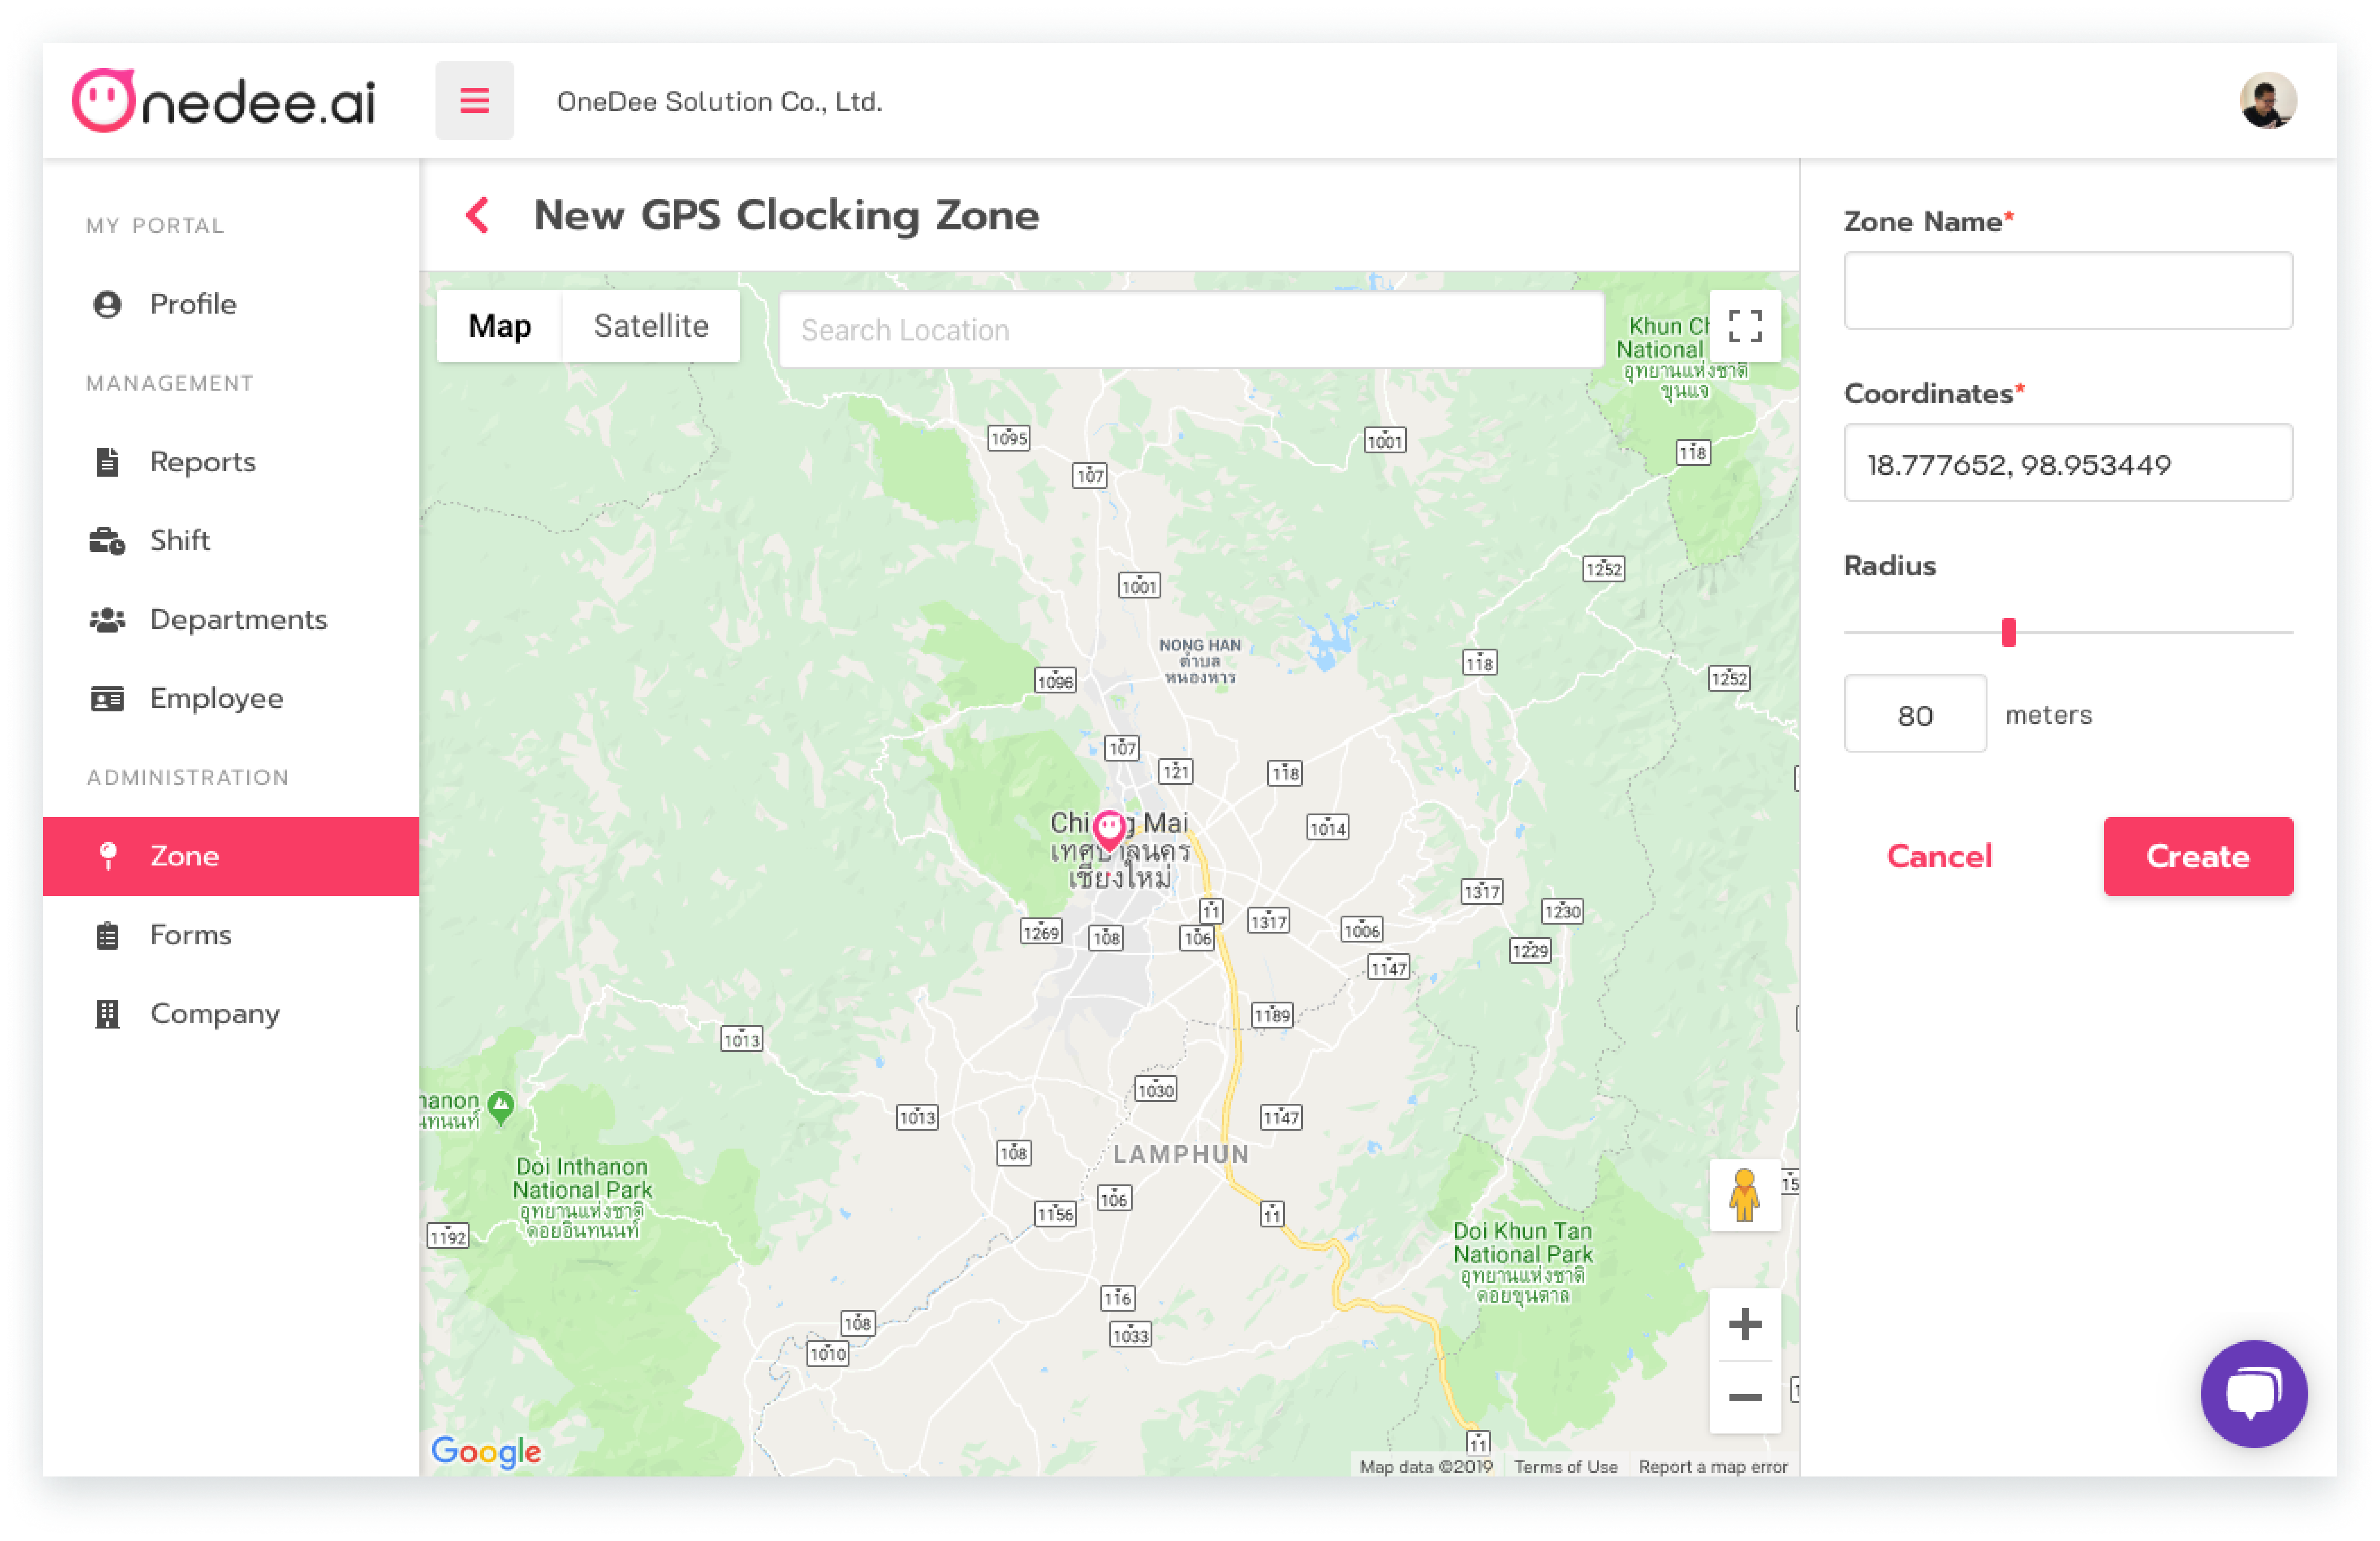 Onedee.ai
OneDee Solution Co., Ltd.
MY PORTAL
Profile
MANAGEMENT
Reports
Shift
Departments
Employee
ADMINISTRATION
Zone
Forms
Company
New GPS Clocking Zone
Map
Satellite
Search Location
Khun Ch
National
อุทยานแห่งชาติ
ขุนแจ
1095
1001
107
118
1001
1252
NONG HAN
ตำบล
หนองหาร
118
1096
1252
107
121
118
Chi g Mai
เทศบาลนคร
เชียงใหม่
1014
1317
11
1317
1230
1269
108
106
1006
1229
1147
1189
1013
1030
hanon
นทนนท์
1013
1147
108
LAMPHUN
Doi Inthanon
National Park
อุทยานแห่งชาติ
ดอยอินทนนท์
15
106
1156
11
1192
Doi Khun Tan
National Park
อุทยานแห่งชาติ
ดอยขุนตาล
116
108
1033
1010
11
Google
Map data ©2019
Terms of Use
Report a map error
Zone Name*
Coordinates*
18.777652, 98.953449
Radius
80
meters
Cancel
Create